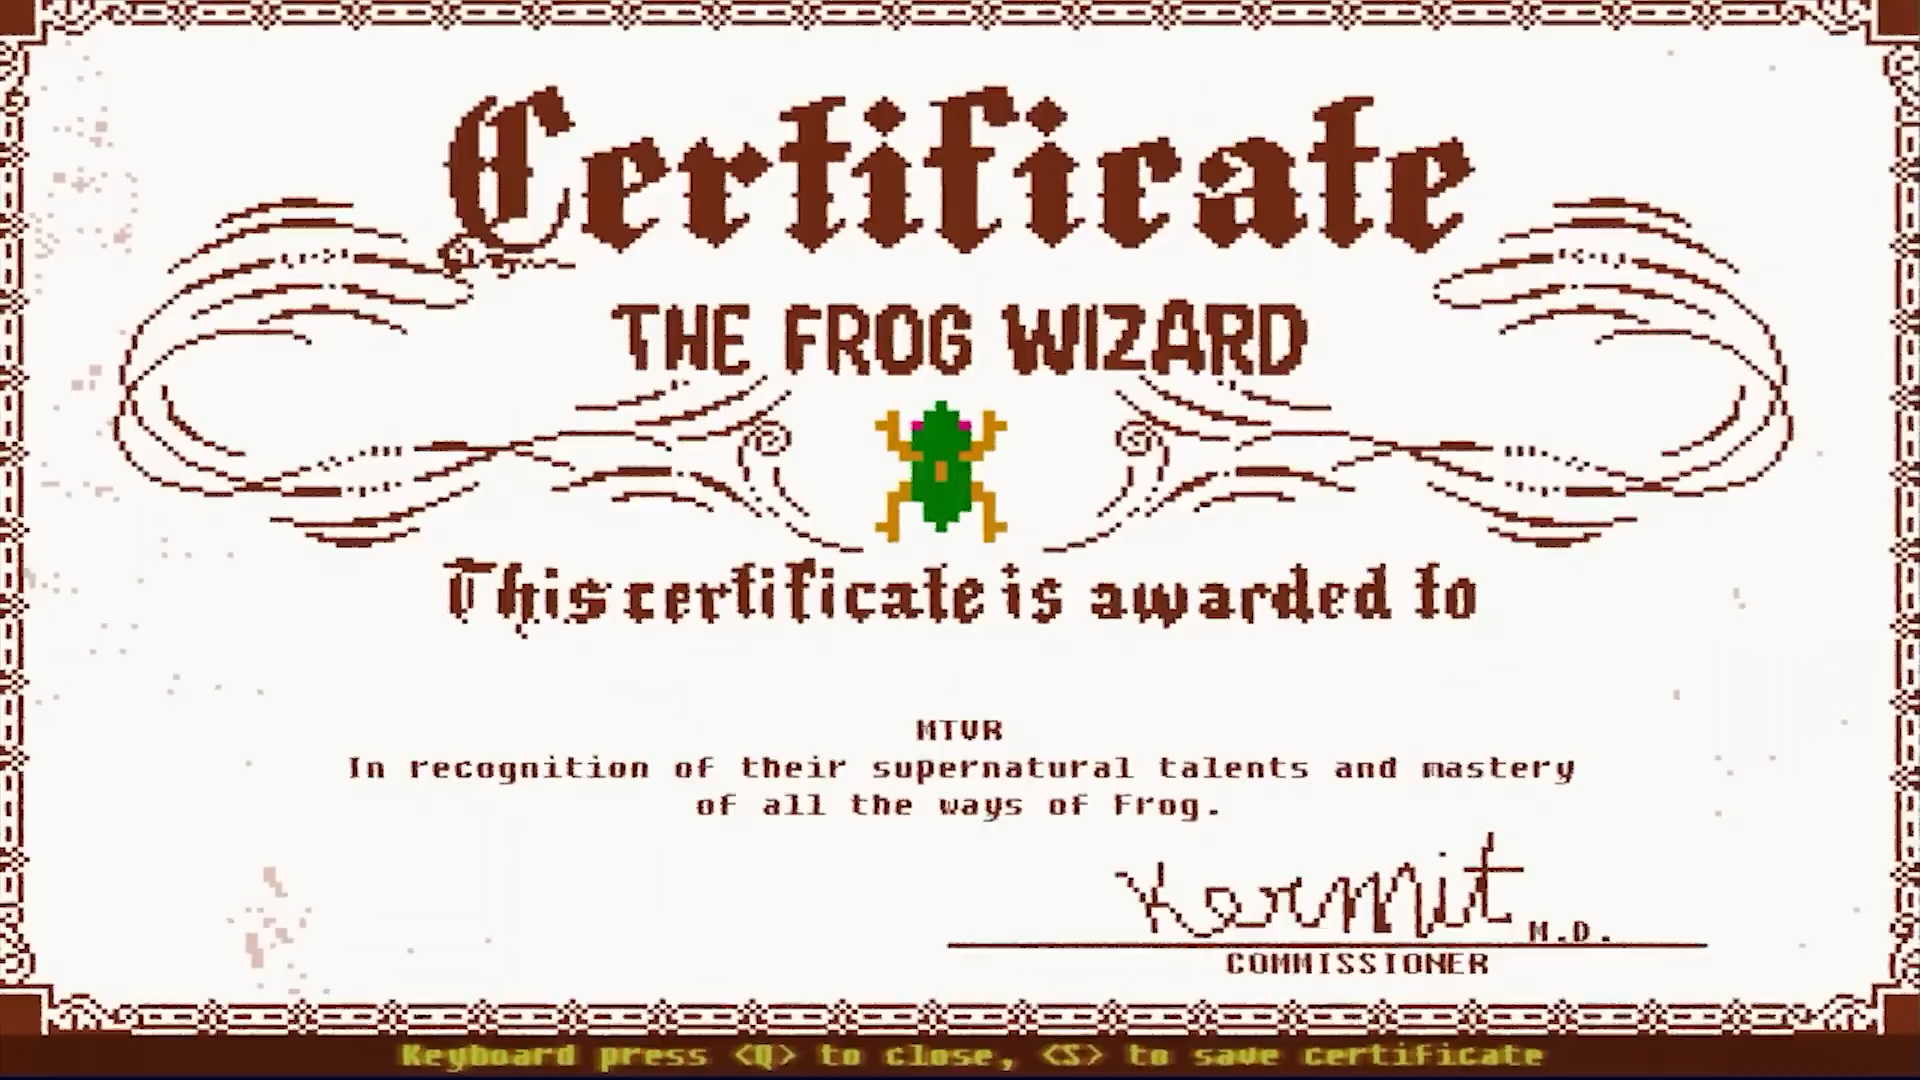 Certificate
THE FROG WIZARD
This certificate is awarded to
MTVR
In recognition of their supernatural talents and mastery
of all the ways of Frog.
Kermit M.D.
COMMISSIONER
Keyboard press <Q> to close, <S> to save certificate